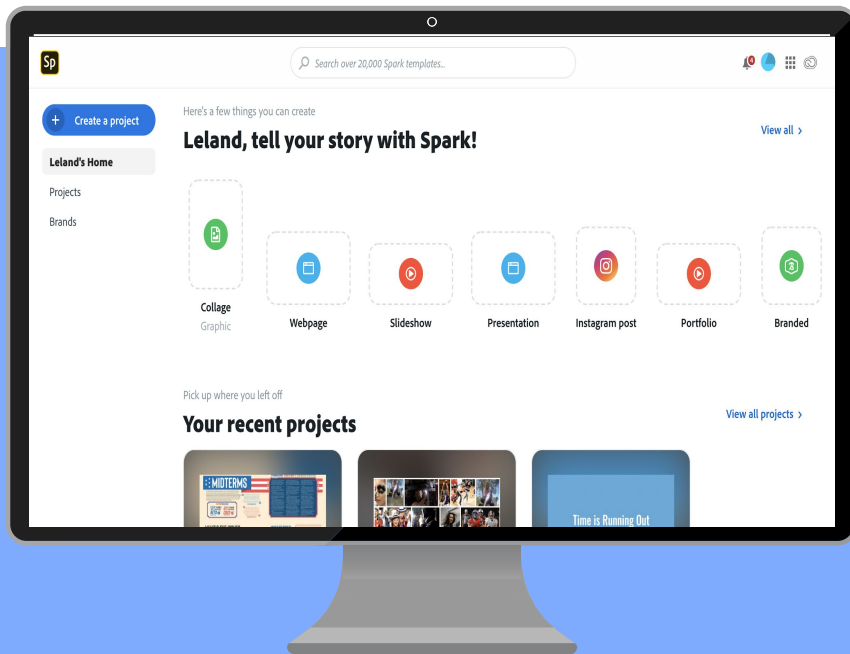 Sp
Search over 20,000 Spark templates...
4
Create a project
Leland's Home
Projects
Brands
Here's a few things you can create
Leland, tell your story with Spark!
View all
Collage
Graphic
Webpage
Slideshow
Presentation
Instagram post
Portfolio
Branded
Pick up where you left off
Your recent projects
View all projects
MIDTERMS
Time is Running Out